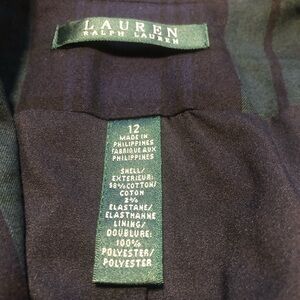 LAUREN
RALPH LAUREN
12
MADE IN
PHILIPPINES
FABRIQUE AUX
PHILIPPINES
SHELL/
EXTERIEUR:
98% COTTON/
COTON
2%
ELASTANE/
ELASTHANNE
LINING/
DOUBLURE:
100%
POLYESTER/
POLYESTER